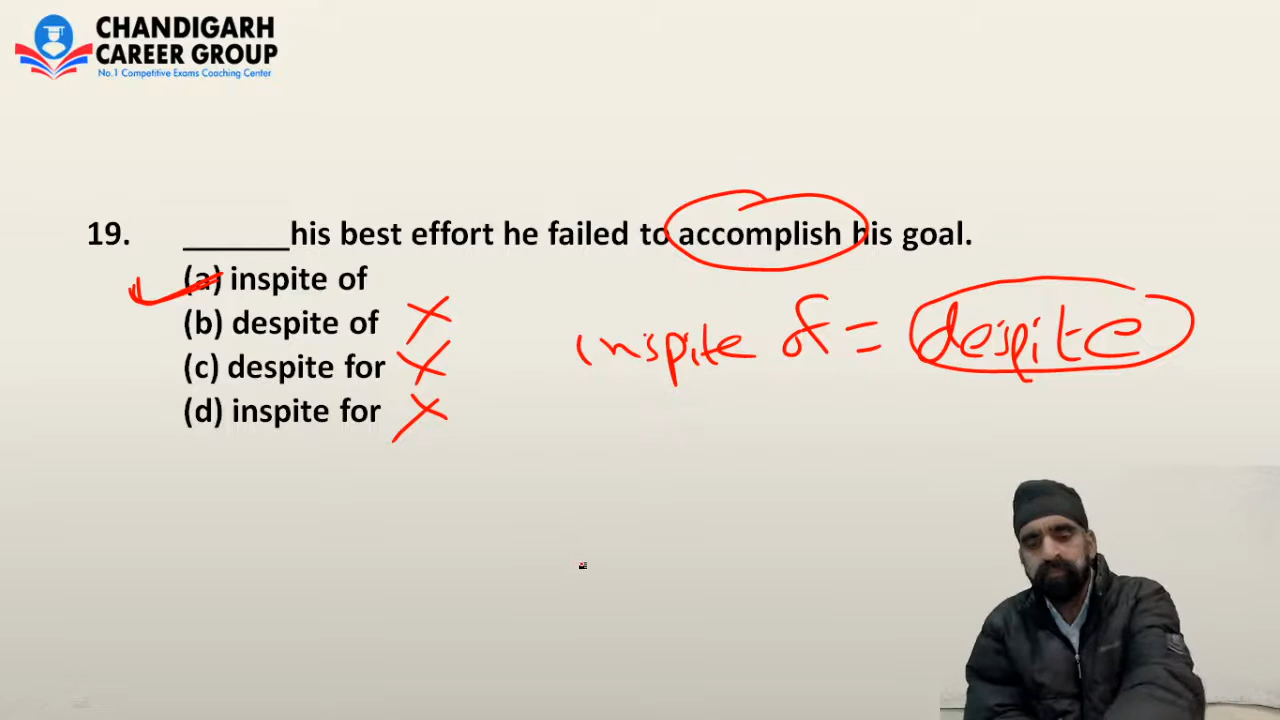 CHANDIGARH
CAREER GROUP
No.1 Competitive Exams Coaching Center
19. ______his best effort he failed to accomplish his goal.
(a) inspite of
(b) despite of
(c) despite for
(d) inspite for
inspite of = despite